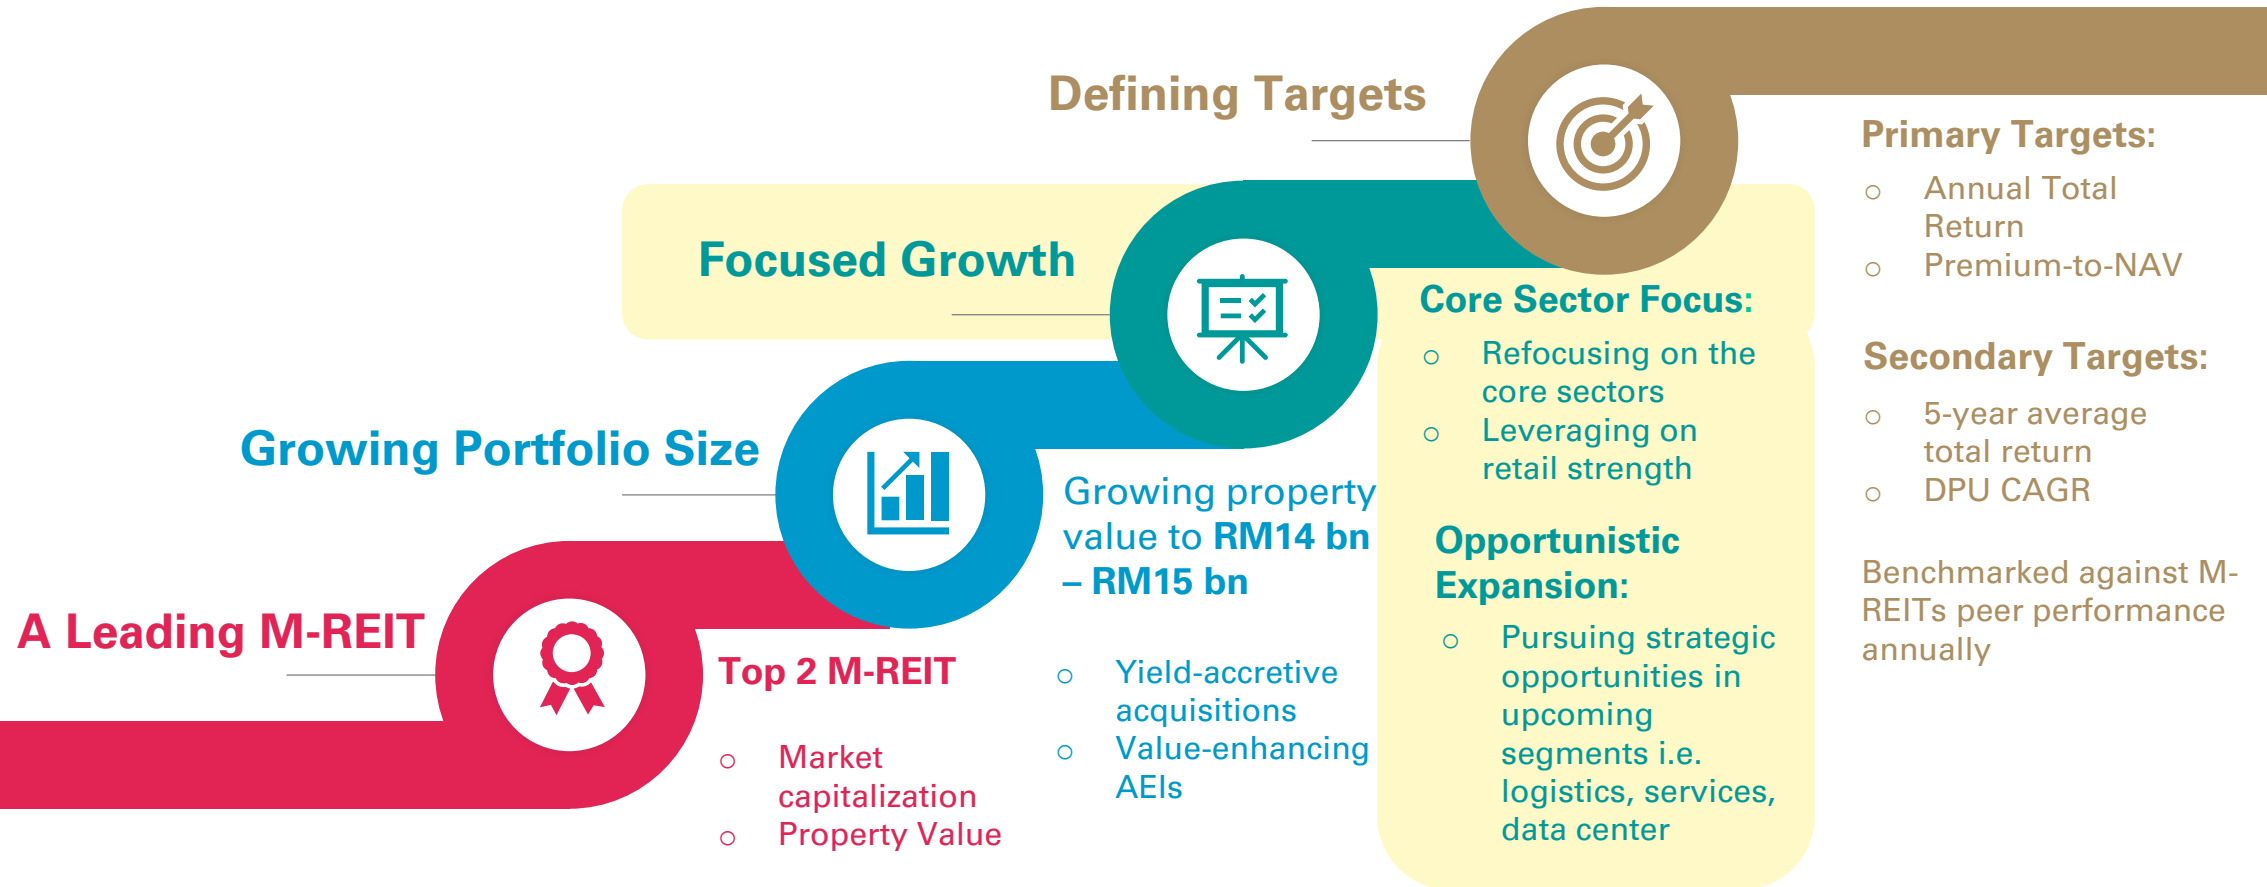 Defining Targets
Primary Targets:
○ Annual Total
Return
○ Premium-to-NAV
Secondary Targets:
○ 5-year average
total return
○ DPU CAGR
Benchmarked against M-
REITs peer performance
annually
Focused Growth
Core Sector Focus:
○ Refocusing on the
core sectors
○ Leveraging on
retail strength
Opportunistic
Expansion:
○ Pursuing strategic
opportunities in
upcoming
segments i.e.
logistics, services,
data center
Growing Portfolio Size
Growing property
value to RM14 bn
– RM15 bn
○ Yield-accretive
acquisitions
○ Value-enhancing
AEIs
A Leading M-REIT
Top 2 M-REIT
○ Market
capitalization
○ Property Value